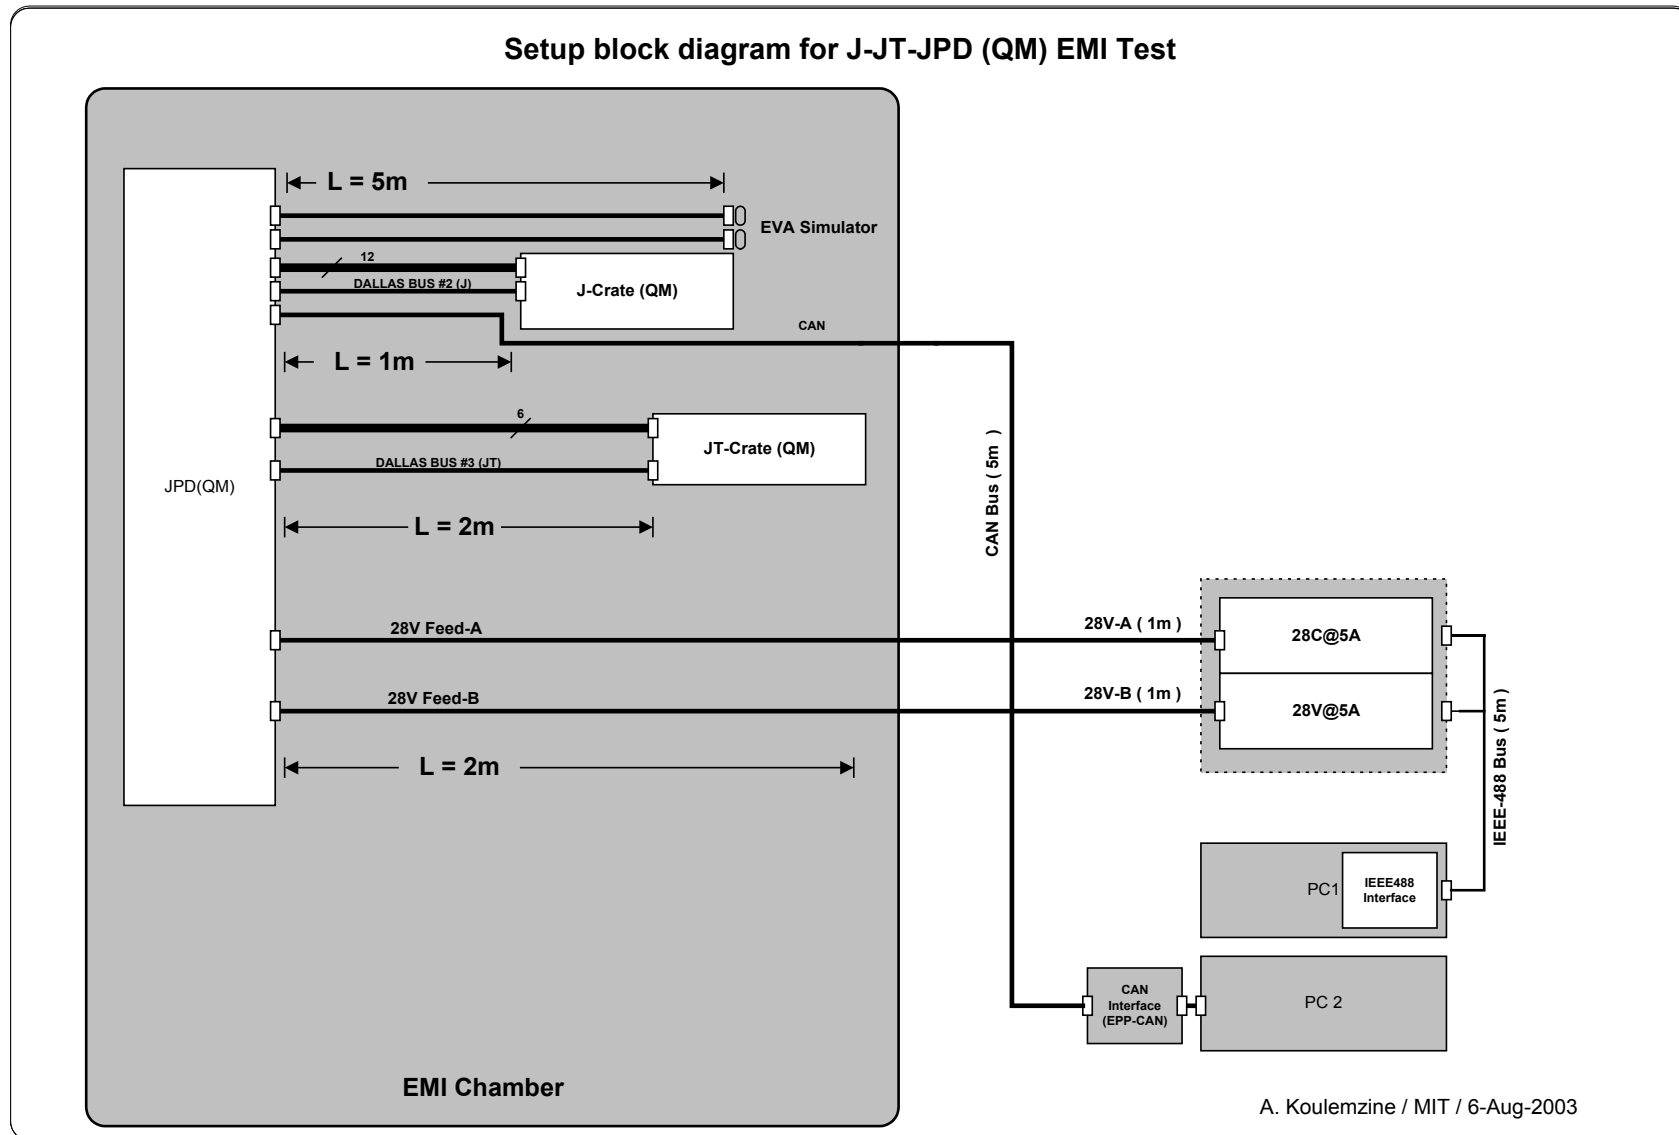 Setup block diagram for J-JT-JPD (QM) EMI Test
L = 5m
EVA Simulator
12
DALLAS BUS #2 (J)
J-Crate (QM)
CAN
L = 1m
6
JT-Crate (QM)
DALLAS BUS #3 (JT)
JPD(QM)
L = 2m
CAN Bus ( 5m )
28V Feed-A
28V-A ( 1m )
28C@5A
28V Feed-B
28V-B ( 1m )
28V@5A
L = 2m
IEEE-488 Bus ( 5m )
PC1
IEEE488
Interface
CAN
Interface
(EPP-CAN)
PC 2
EMI Chamber
A. Koulemzine / MIT / 6-Aug-2003